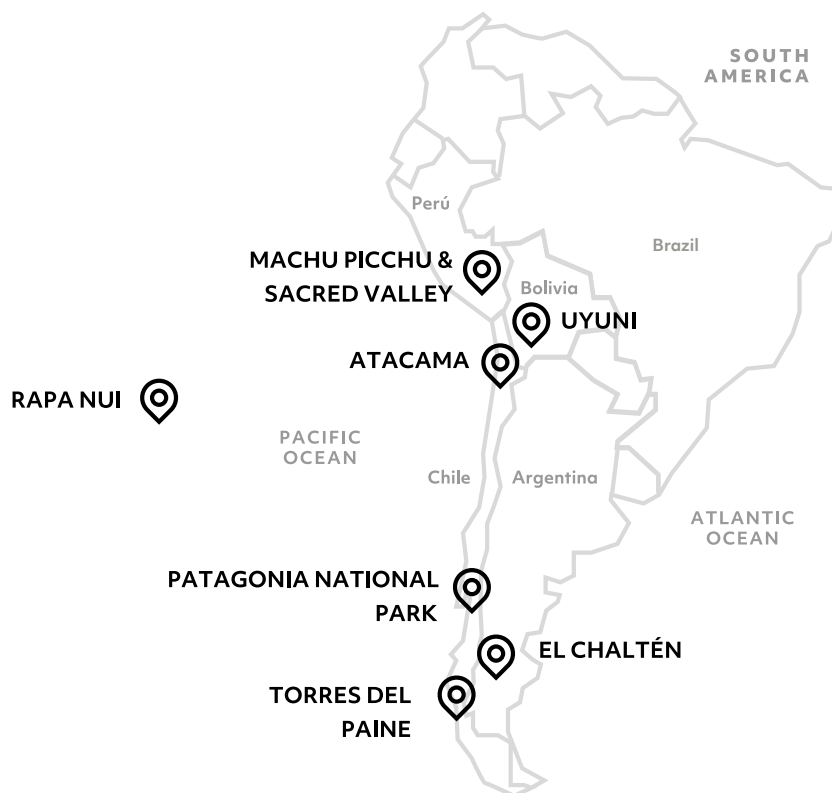 SOUTH
AMERICA
Perú
Brazil
MACHU PICCHU &
SACRED VALLEY
Bolivia
UYUNI
ATACAMA
RAPA NUI
PACIFIC
OCEAN
Chile
Argentina
ATLANTIC
OCEAN
PATAGONIA NATIONAL
PARK
EL CHALTÉN
TORRES DEL
PAINE